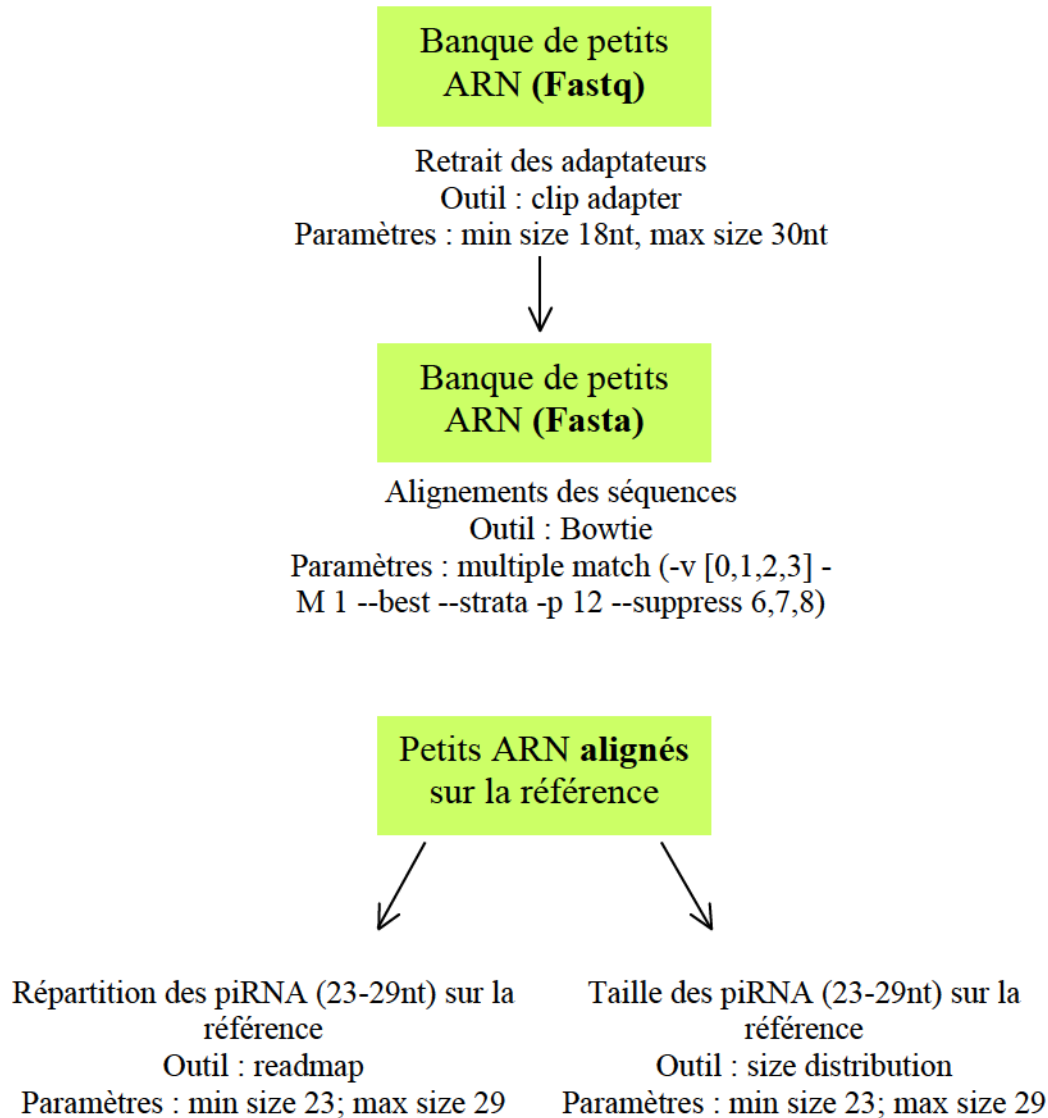 Banque de petits
ARN (Fastq)
Retrait des adaptateurs
Outil : clip adapter
Paramètres : min size 18nt, max size 30nt
Banque de petits
ARN (Fasta)
Alignements des séquences
Outil : Bowtie
Paramètres : multiple match (-v [0,1,2,3] -
M 1 --best --strata -p 12 --suppress 6,7,8)
Petits ARN alignés
sur la référence
Répartition des piRNA (23-29nt) sur la
référence
Outil : readmap
Paramètres : min size 23; max size 29
Taille des piRNA (23-29nt) sur la
référence
Outil : size distribution
Paramètres : min size 23; max size 29